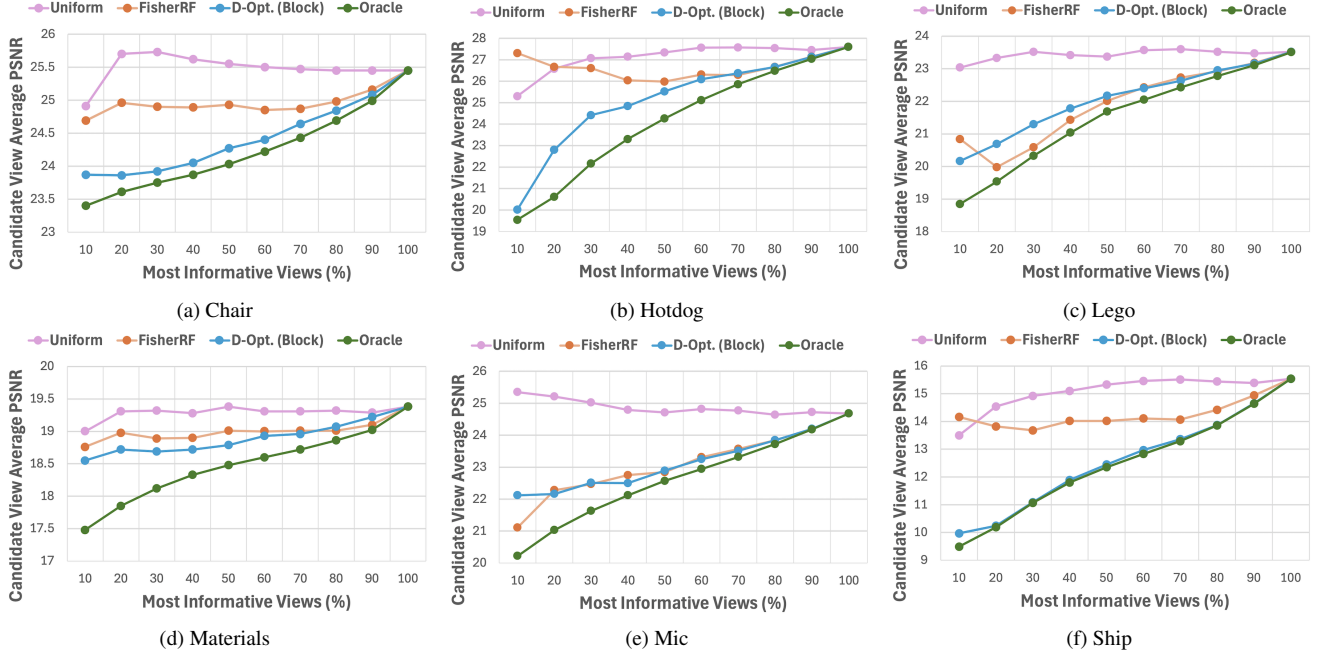 Uniform FisherRF D-Opt. (Block) Oracle
Candidate View Average PSNR
26
25.5
25
24.5
24
23.5
23
10 20 30 40 50 60 70 80 90 100
Most Informative Views (%)
(a) Chair
Uniform FisherRF D-Opt. (Block) Oracle
Candidate View Average PSNR
28
27
26
25
24
23
22
21
20
19
10 20 30 40 50 60 70 80 90 100
Most Informative Views (%)
(b) Hotdog
Uniform FisherRF D-Opt. (Block) Oracle
Candidate View Average PSNR
24
23
22
21
20
19
18
10 20 30 40 50 60 70 80 90 100
Most Informative Views (%)
(c) Lego
Uniform FisherRF D-Opt. (Block) Oracle
Candidate View Average PSNR
20
19.5
19
18.5
18
17.5
17
10 20 30 40 50 60 70 80 90 100
Most Informative Views (%)
(d) Materials
Uniform FisherRF D-Opt. (Block) Oracle
Candidate View Average PSNR
26
25
24
23
22
21
20
10 20 30 40 50 60 70 80 90 100
Most Informative Views (%)
(e) Mic
Uniform FisherRF D-Opt. (Block) Oracle
Candidate View Average PSNR
16
15
14
13
12
11
10
9
10 20 30 40 50 60 70 80 90 100
Most Informative Views (%)
(f) Ship